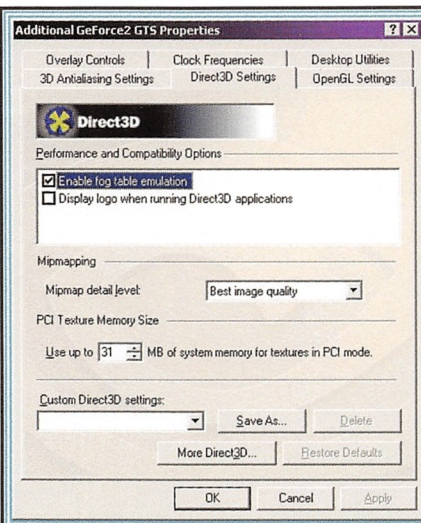 Additional GeForce2 GTS Properties
Overlay Controls
Clock Frequencies
Desktop Utilities
3D Antialiasing Settings
Direct3D Settings
OpenGL Settings
Direct3D
Performance and Compatibility Options
Enable fog table emulation
Display logo when running Direct3D applications
Mipmapping
Mipmap detail level:
Best image quality
PCI Texture Memory Size
Use up to 31 MB of system memory for textures in PCI mode.
Custom Direct3D settings:
Save As...
Delete
More Direct3D...
Restore Defaults
OK
Cancel
Apply